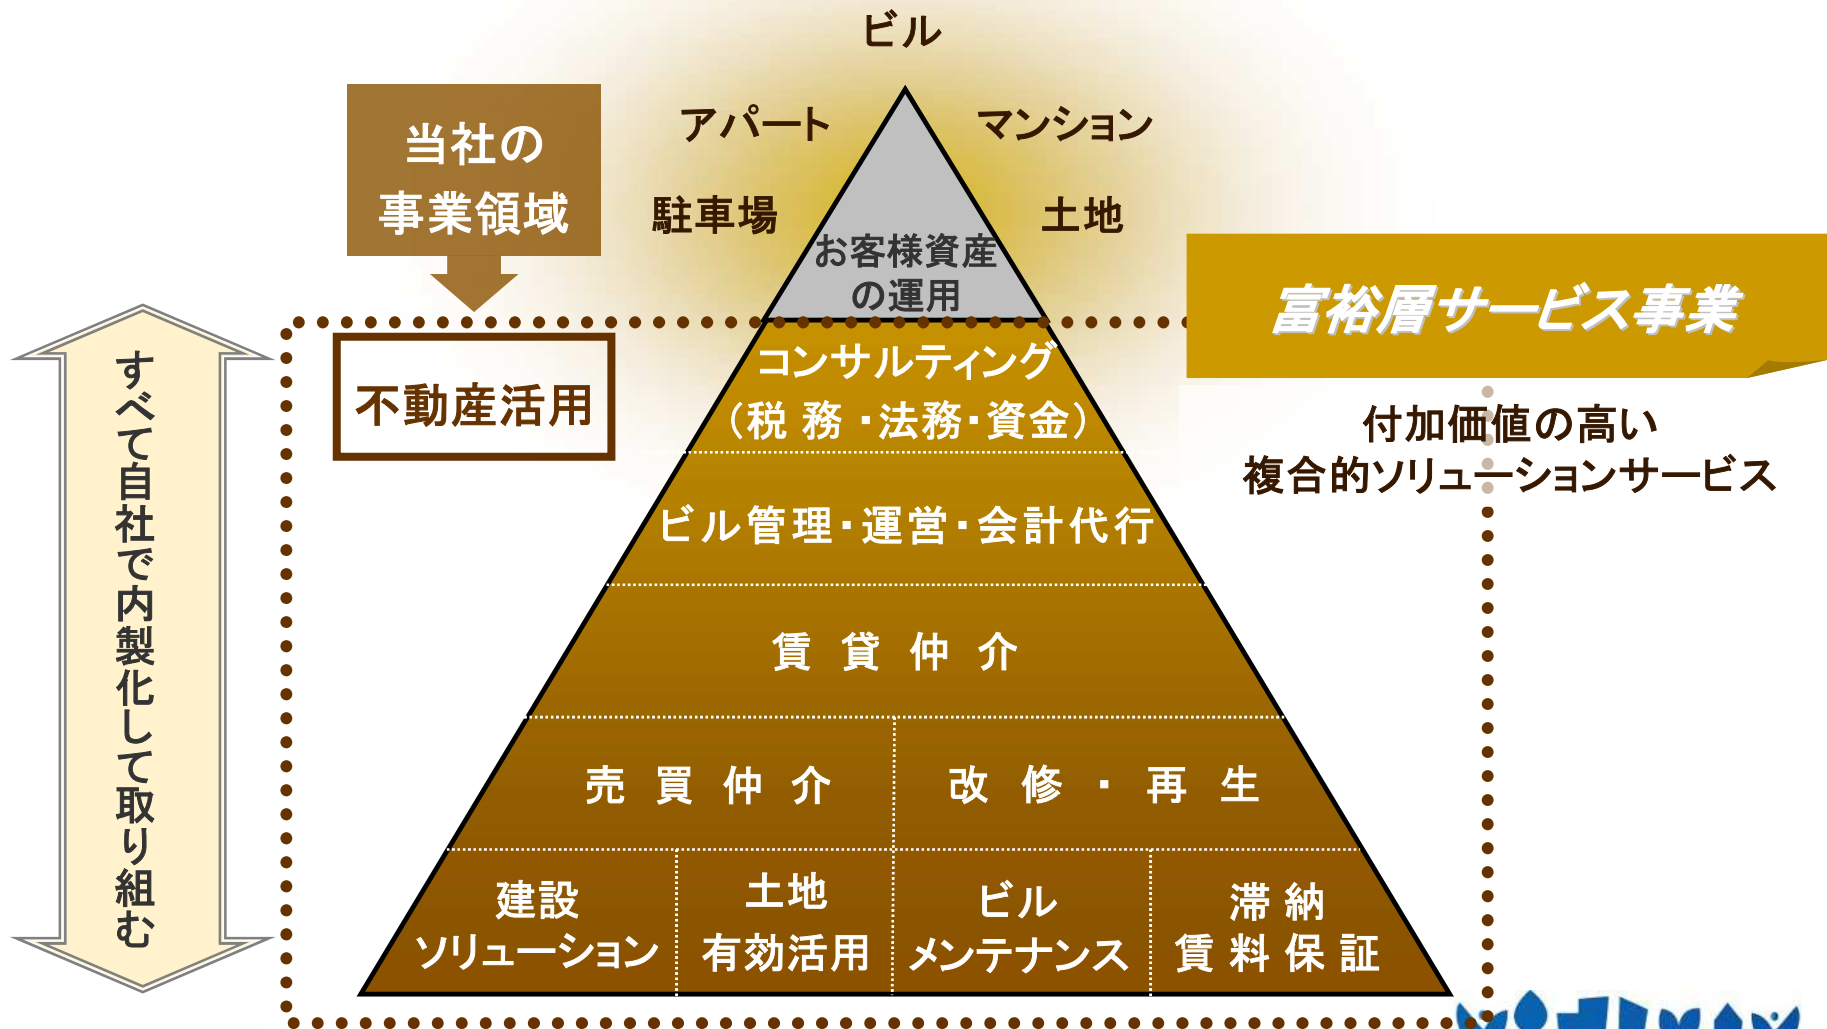 ビル
アパート
マンション
当社の
事業領域
駐車場
土地
お客様資産
の運用
富裕層サービス事業
付加価値の高い
複合的ソリューションサービス
不動産活用
すべて自社で内製化して取り組む
コンサルティング
（税務・法務・資金）
ビル管理・運営・会計代行
賃貸仲介
売買仲介
改修・再生
建設
ソリューション
土地
有効活用
ビル
メンテナンス
滞納
賃料保証